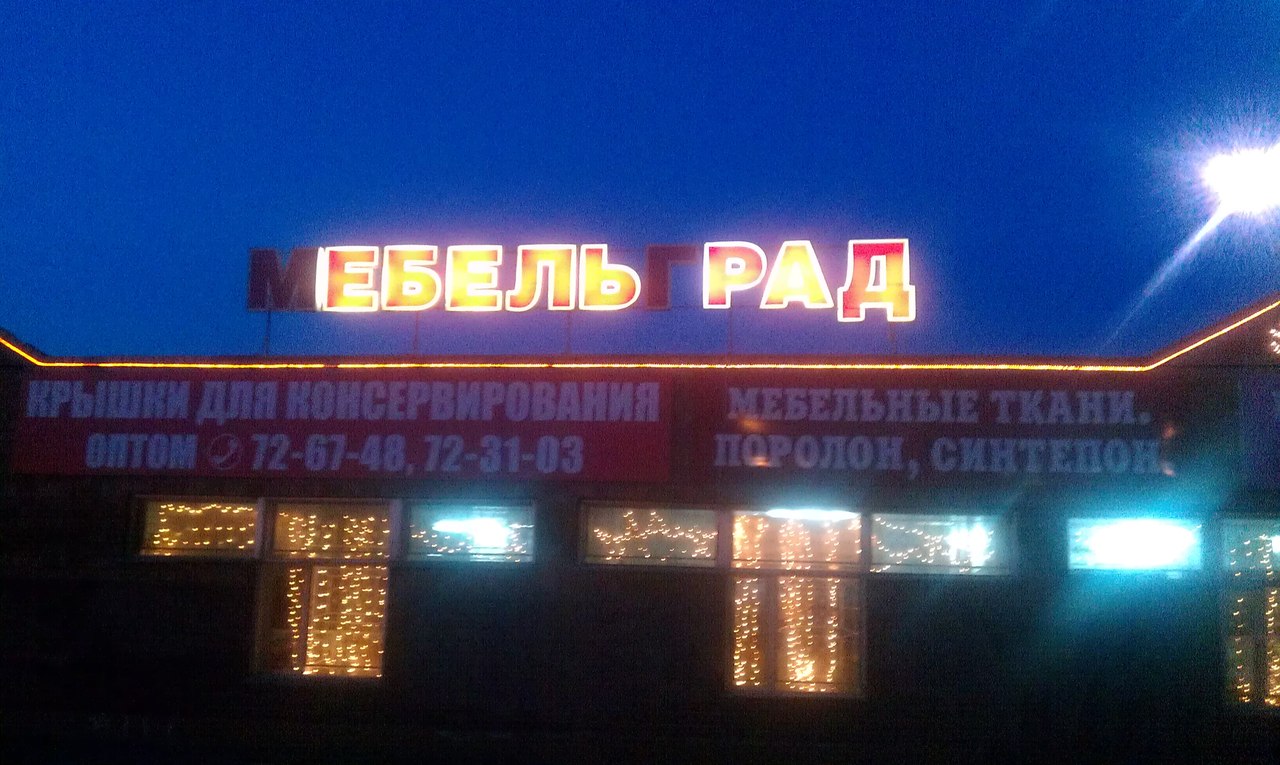 МЕБЕЛЬГРАД
КРЫШКИ ДЛЯ КОНСЕРВИРОВАНИЯ
ОПТОМ 72-67-48, 72-31-03
МЕБЕЛЬНЫЕ ТКАНИ.
ПОРОЛОН, СИНТЕПОН.